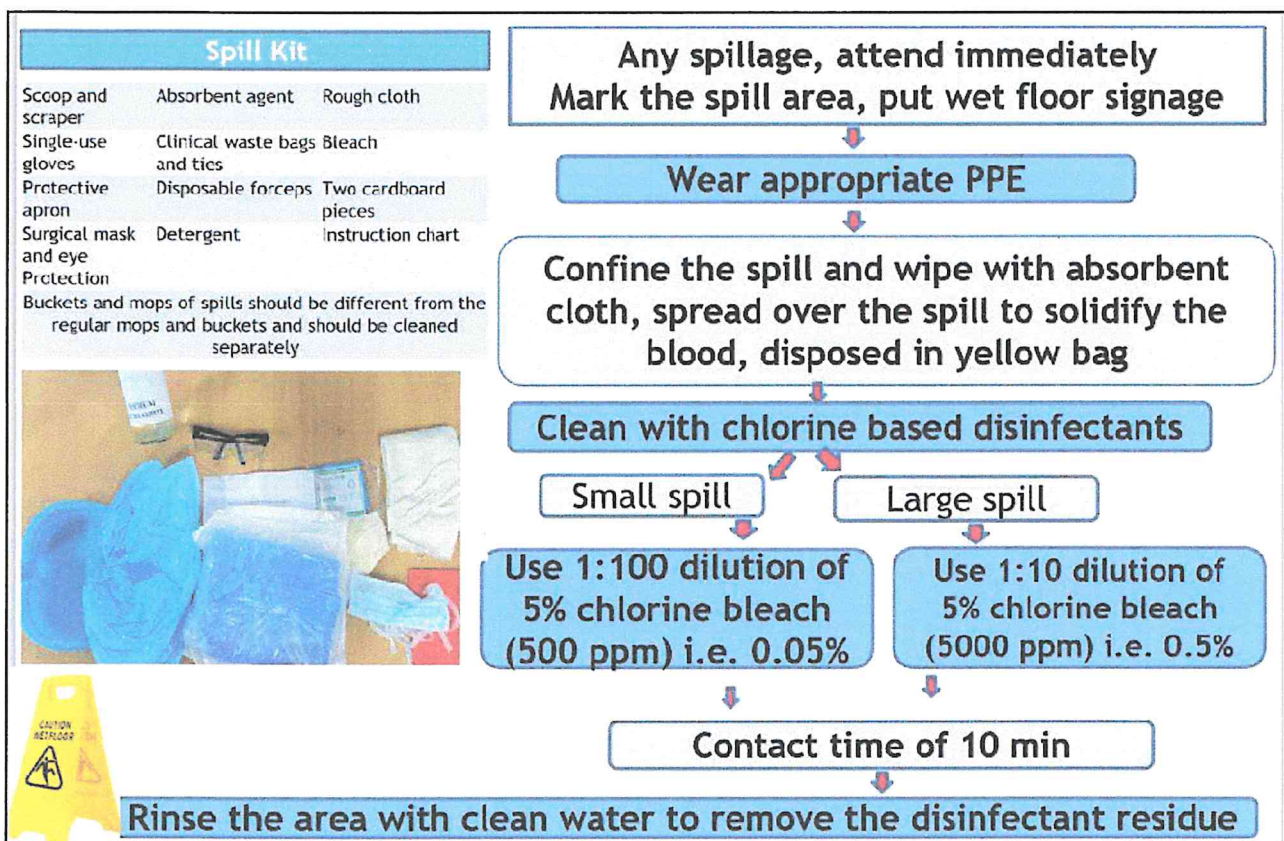 Spill Kit
Scoop and scraper
Absorbent agent
Rough cloth
Single-use gloves
Clinical waste bags and ties
Bleach
Protective apron
Disposable forceps
Two cardboard pieces
Surgical mask and eye Protection
Detergent
Instruction chart
Buckets and mops of spills should be different from the
regular mops and buckets and should be cleaned
separately
Any spillage, attend immediately
Mark the spill area, put wet floor signage
Wear appropriate PPE
Confine the spill and wipe with absorbent
cloth, spread over the spill to solidify the
blood, disposed in yellow bag
Clean with chlorine based disinfectants
Small spill
Large spill
Use 1:100 dilution of
5% chlorine bleach
(500 ppm) i.e. 0.05%
Use 1:10 dilution of
5% chlorine bleach
(5000 ppm) i.e. 0.5%
Contact time of 10 min
CAUTION
WET FLOOR
Rinse the area with clean water to remove the disinfectant residue